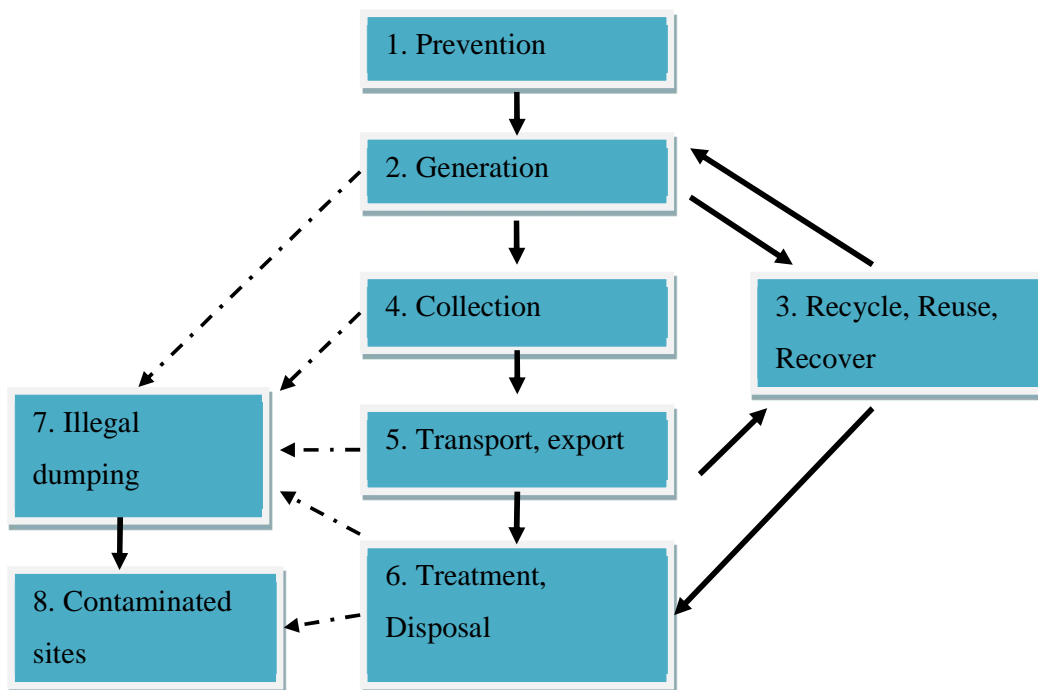 1. Prevention
2. Generation
3. Recycle, Reuse,
Recover
4. Collection
5. Transport, export
6. Treatment,
Disposal
7. Illegal
dumping
8. Contaminated
sites